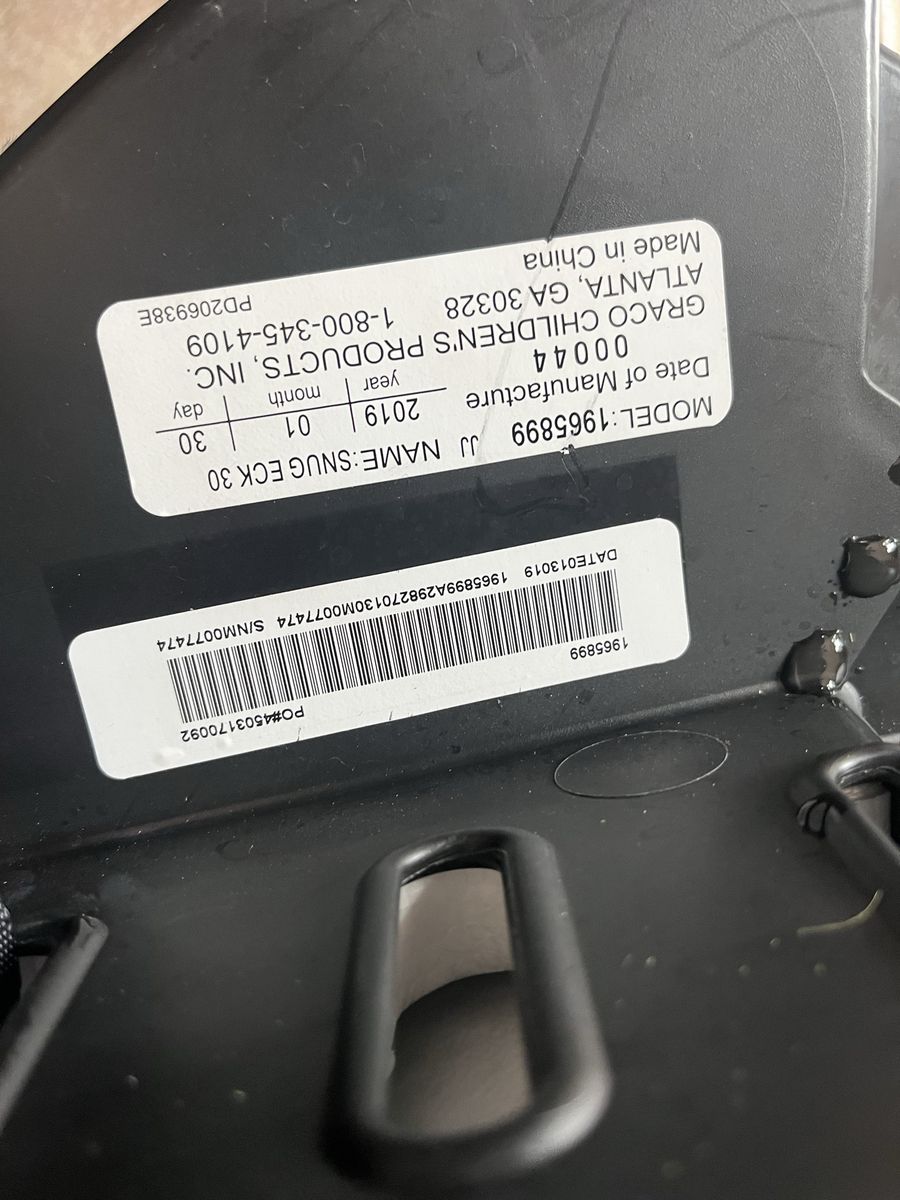 1965899
PO#4503170092
DATE013019 1965899A298270130M0077474 S/NM0077474
MODEL:1965899 JJ NAME:SNUG ECK 30
Date of Manufacture 2019 01 30
00044 year month day
GRACO CHILDREN'S PRODUCTS, INC.
ATLANTA, GA 30328 1-800-345-4109
Made in China PD206938E